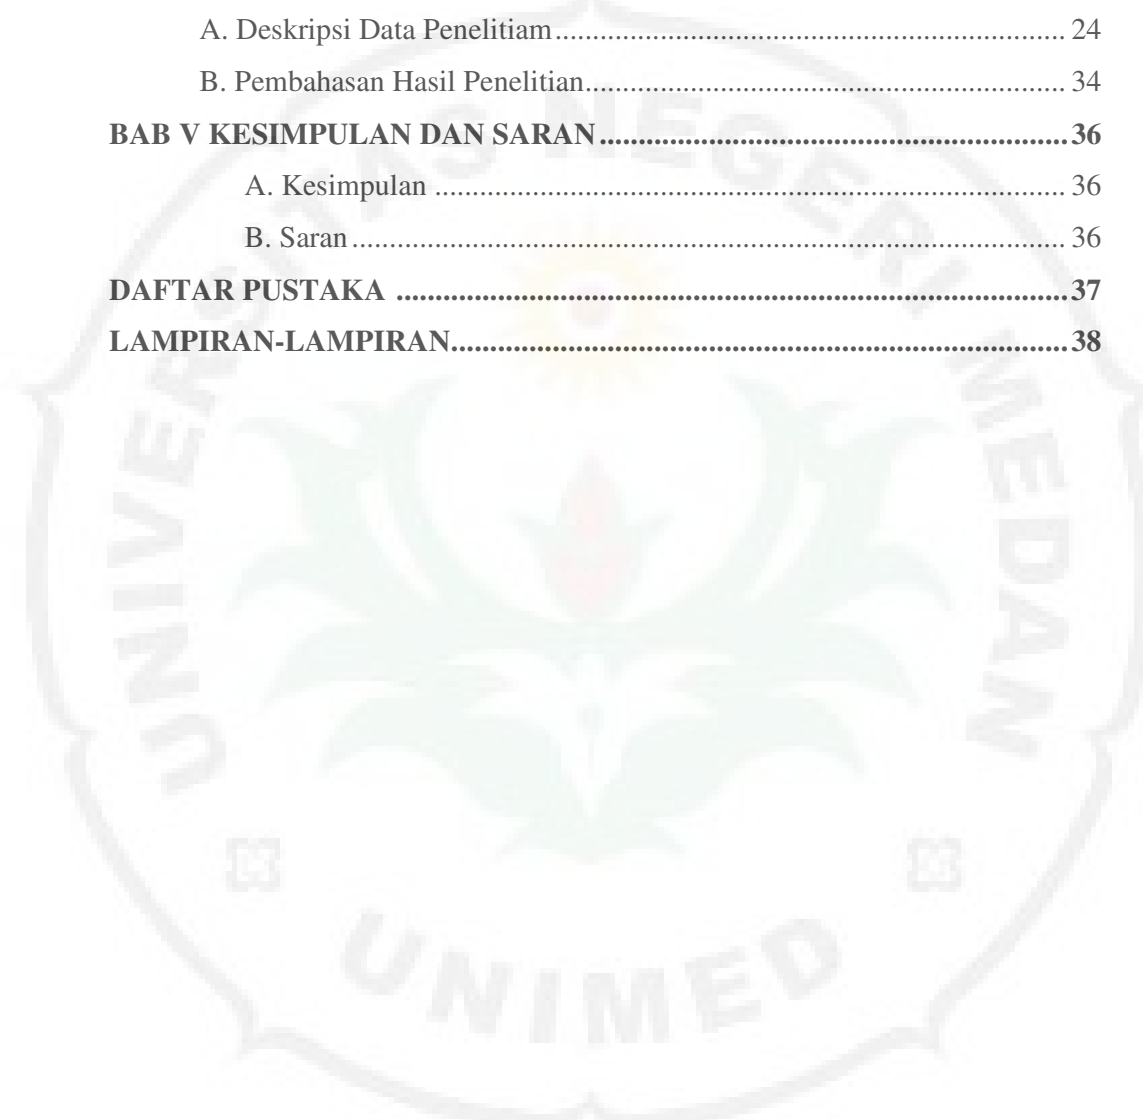 A. Deskripsi Data Penelitiam........................................................................ 24
B. Pembahasan Hasil Penelitian.................................................................... 34
BAB V KESIMPULAN DAN SARAN ............................................................ 36
A. Kesimpulan ................................................................................... 36
B. Saran .............................................................................................. 36
DAFTAR PUSTAKA ...................................................................................... 37
LAMPIRAN-LAMPIRAN............................................................................... 38
UNIVERSITAS NEGERI MEDAN
UNIMED